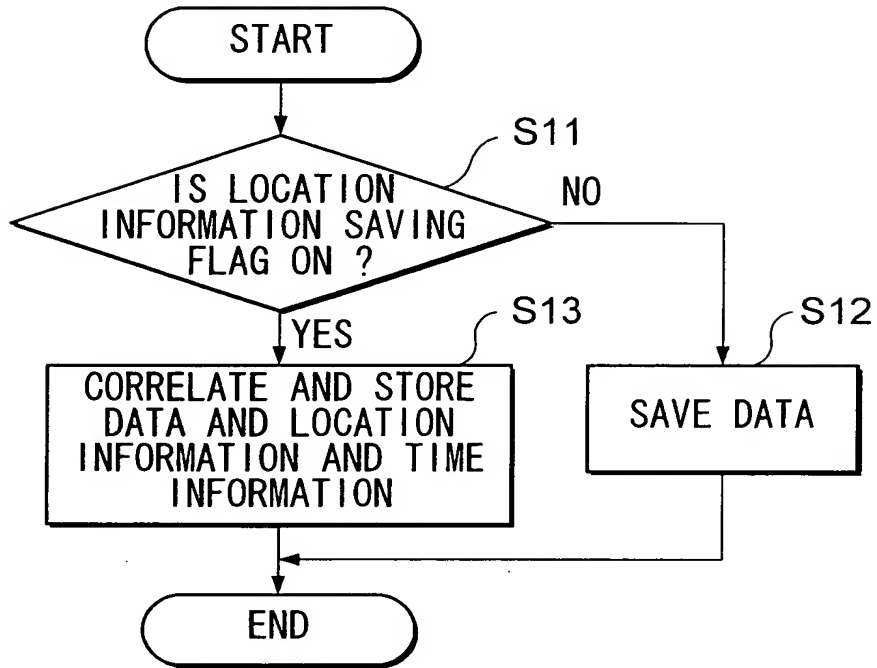 START
S11
IS LOCATION
INFORMATION SAVING
FLAG ON ?
NO
YES
S13
S12
CORRELATE AND STORE
DATA AND LOCATION
INFORMATION AND TIME
INFORMATION
SAVE DATA
END